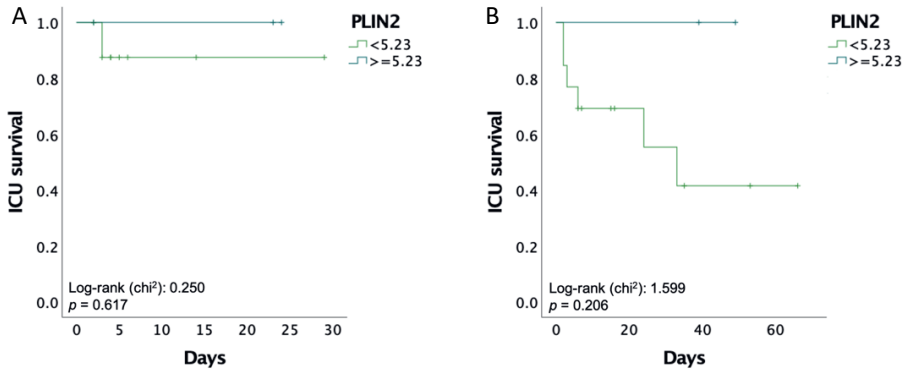 A
PLIN2
<5.23
>=5.23
1.0
0.8
0.6
0.4
0.2
0.0
ICU survival
Log-rank (chi²): 0.250
p = 0.617
0 5 10 15 20 25 30
Days
B
PLIN2
<5.23
>=5.23
1.0
0.8
0.6
0.4
0.2
0.0
ICU survival
Log-rank (chi²): 1.599
p = 0.206
0 20 40 60
Days